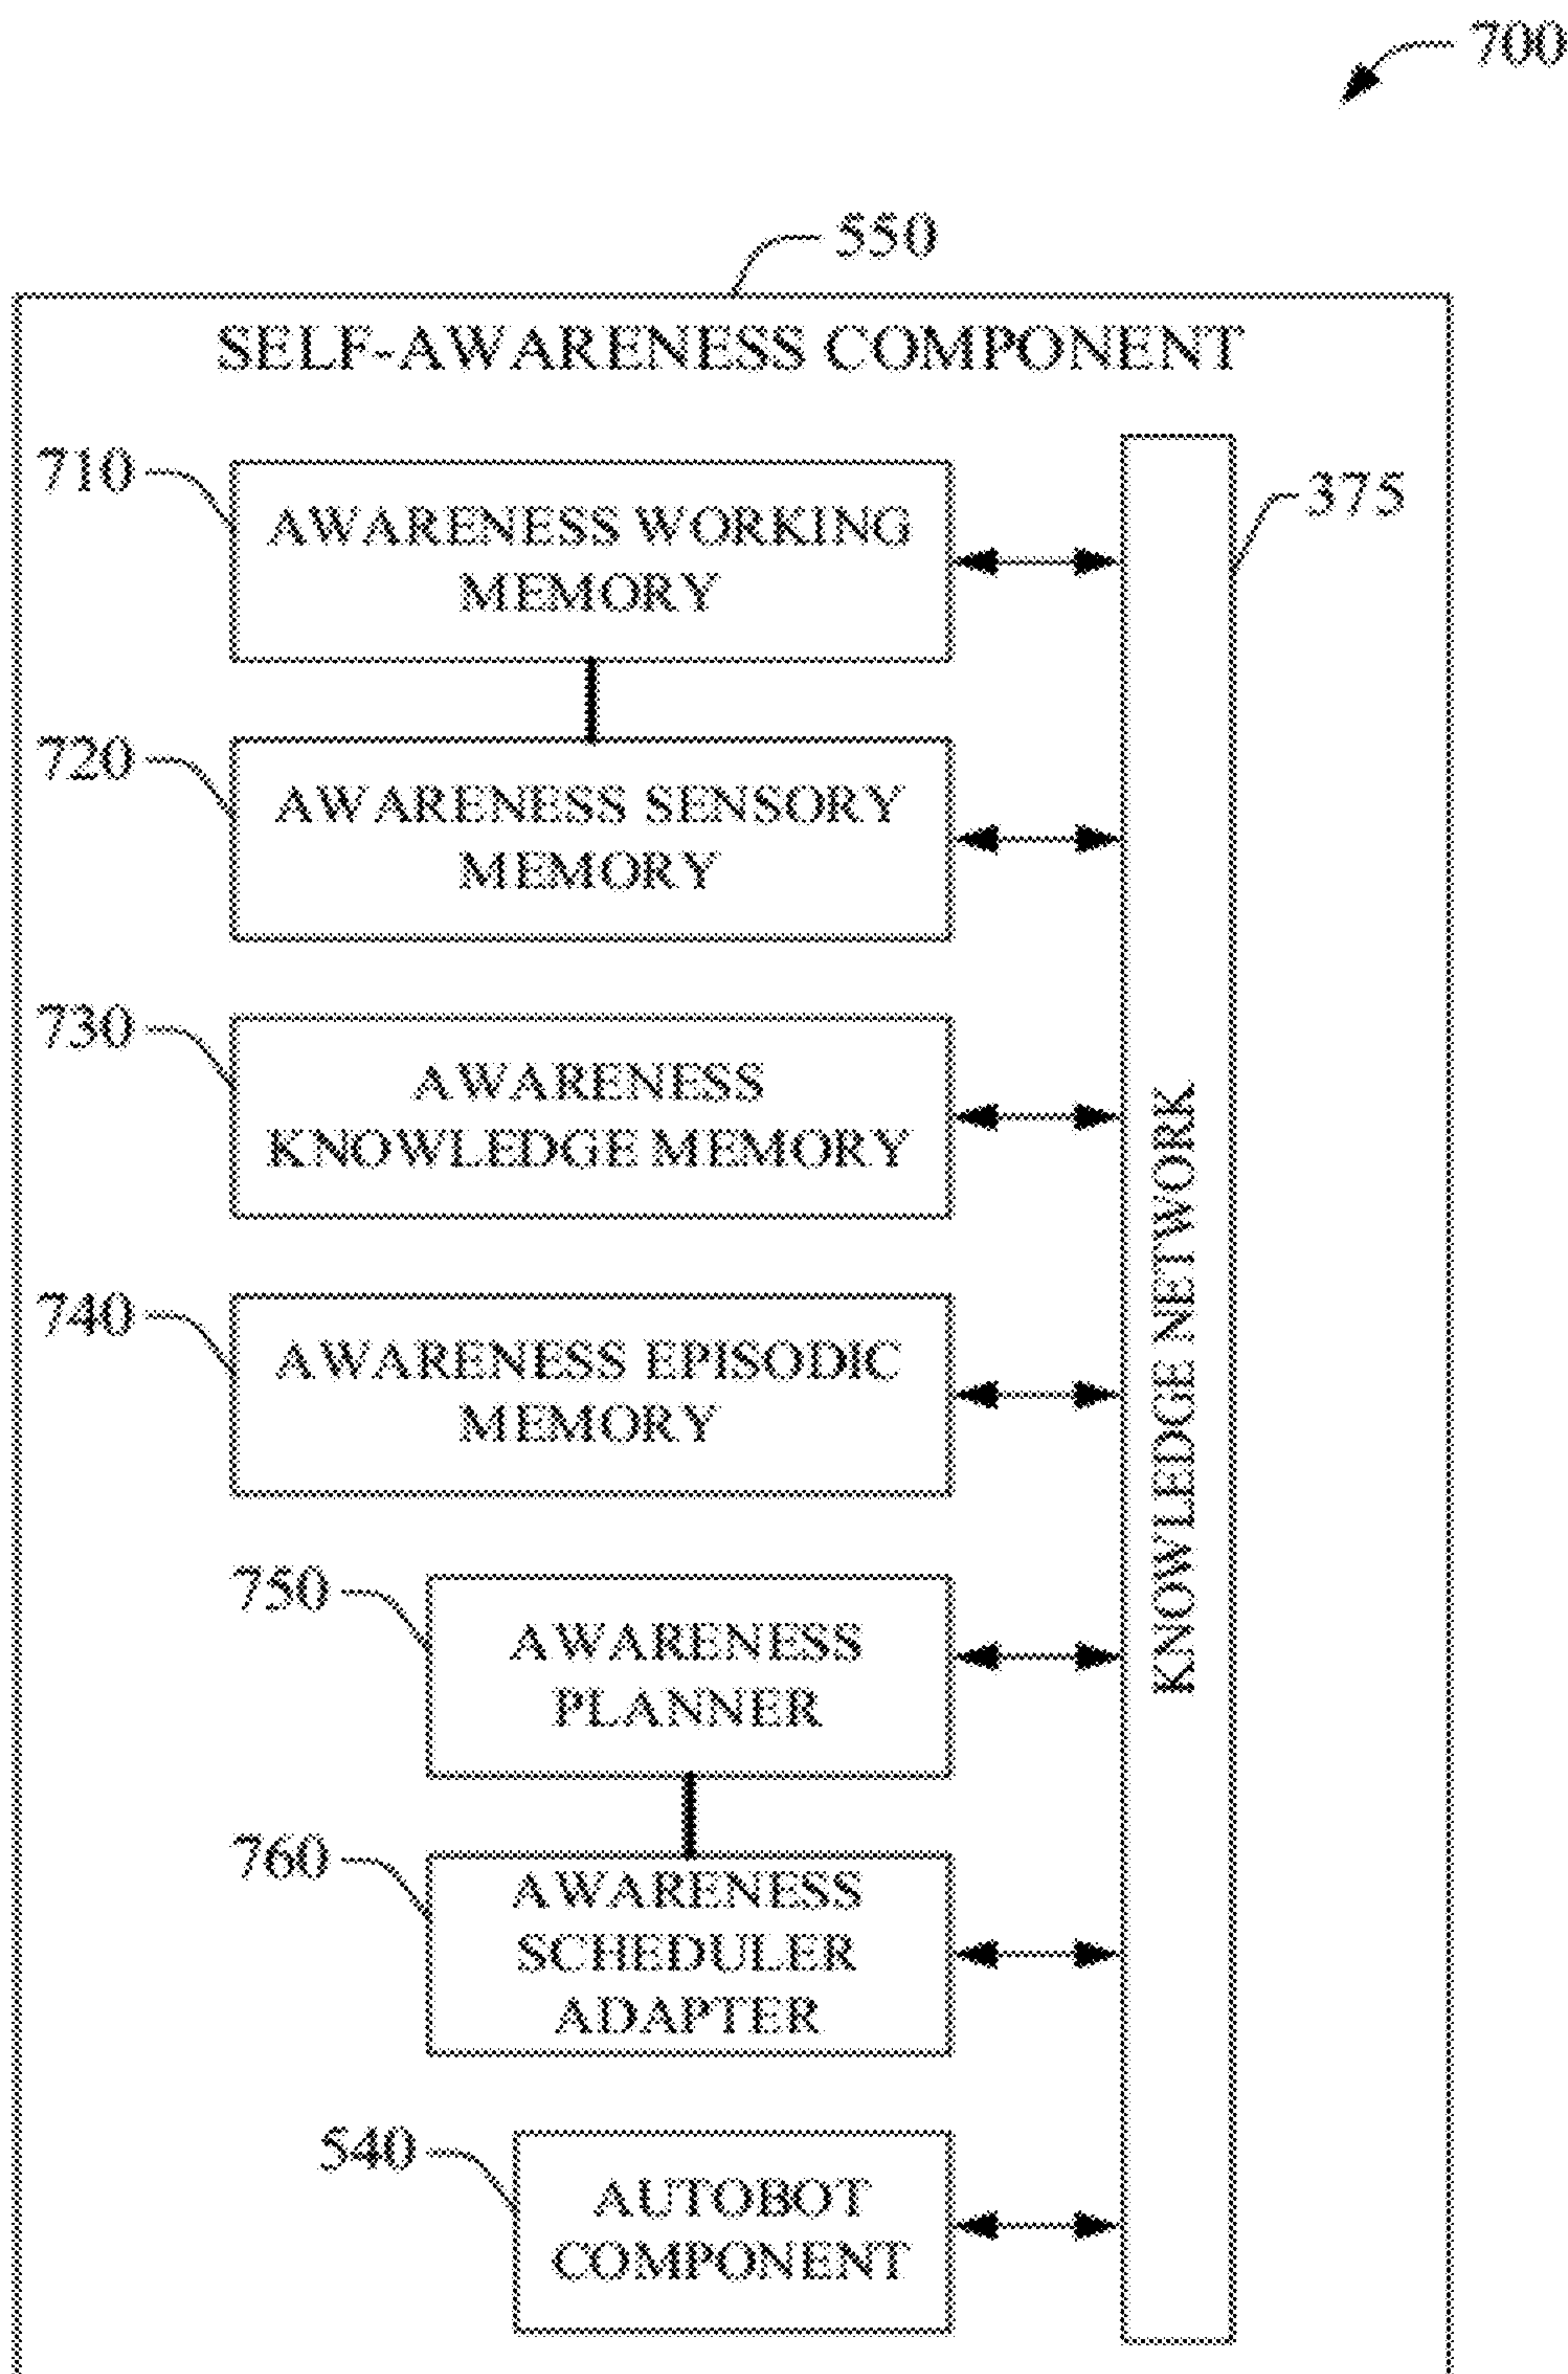 700
550
SELF-AWARENESS COMPONENT
710
AWARENESS WORKING
MEMORY
375
720
AWARENESS SENSORY
MEMORY
730
AWARENESS
KNOWLEDGE MEMORY
740
AWARENESS EPISODIC
MEMORY
KNOWLEDGE NETWORK
750
AWARENESS
PLANNER
760
AWARENESS
SCHEDULER
ADAPTER
540
AUTOBOT
COMPONENT